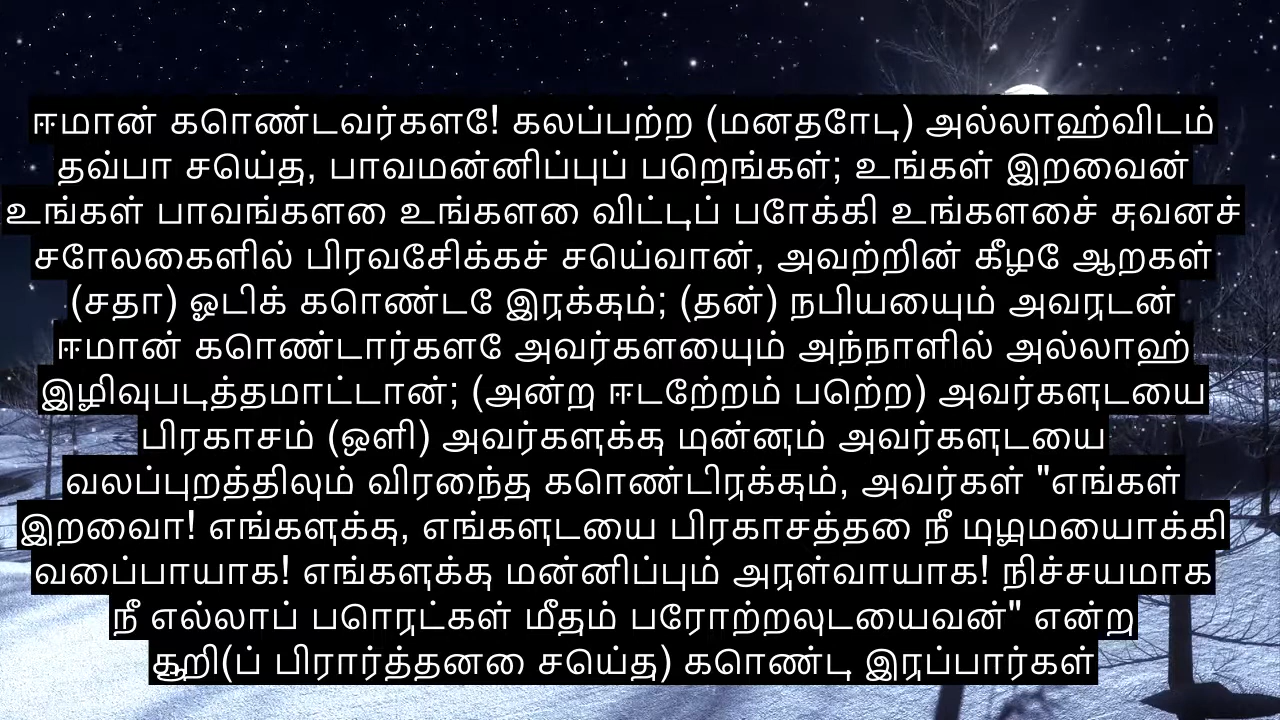 ஈமான் கொண்டவர்களே! கலப்பற்ற (மனதோடு) அல்லாஹ்விடம்
தவ்பா செய்து, பாவமன்னிப்புப் பெறுங்கள்; உங்கள் இறைவன்
உங்கள் பாவங்களை உங்களை விட்டுப் போக்கி உங்களைச் சுவனச்
சோலைகளில் பிரவேசிக்கச் செய்வான், அவற்றின் கீழே ஆறுகள்
(சதா) ஓடிக் கொண்டே இருக்கும்; (தன்) நபியையும் அவருடன்
ஈமான் கொண்டார்களே அவர்களையும் அந்நாளில் அல்லாஹ்
இழிவுபடுத்தமாட்டான்; (அன்று ஈடேற்றம் பெற்ற) அவர்களுடைய
பிரகாசம் (ஒளி) அவர்களுக்கு முன்னும் அவர்களுடைய
வலப்புறத்திலும் விரைந்து கொண்டிருக்கும், அவர்கள் "எங்கள்
இறைவா! எங்களுக்கு, எங்களுடைய பிரகாசத்தை நீ முழுமையாக்கி
வைப்பாயாக! எங்களுக்கு மன்னிப்பும் அருள்வாயாக! நிச்சயமாக
நீ எல்லாப் பொருட்கள் மீதும் பேராற்றலுடையவன்" என்று
கூறி(ப் பிரார்த்தனை செய்து) கொண்டு இருப்பார்கள்